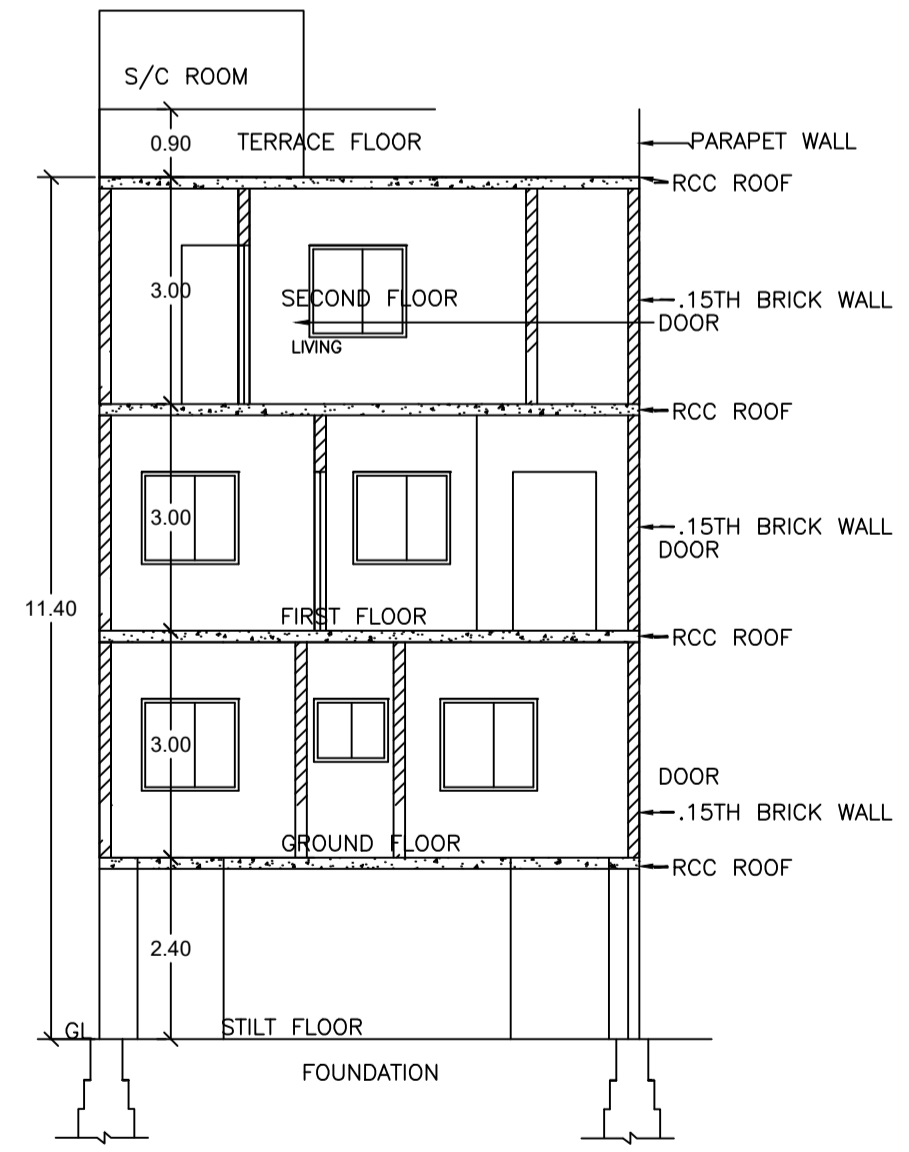 S/C ROOM
0.90 TERRACE FLOOR PARAPET WALL
RCC ROOF
3.00 SECOND FLOOR .15TH BRICK WALL
DOOR
LIVING
RCC ROOF
3.00 .15TH BRICK WALL
DOOR
11.40 FIRST FLOOR
RCC ROOF
3.00
DOOR
.15TH BRICK WALL
GROUND FLOOR
RCC ROOF
2.40
GL STILT FLOOR
FOUNDATION